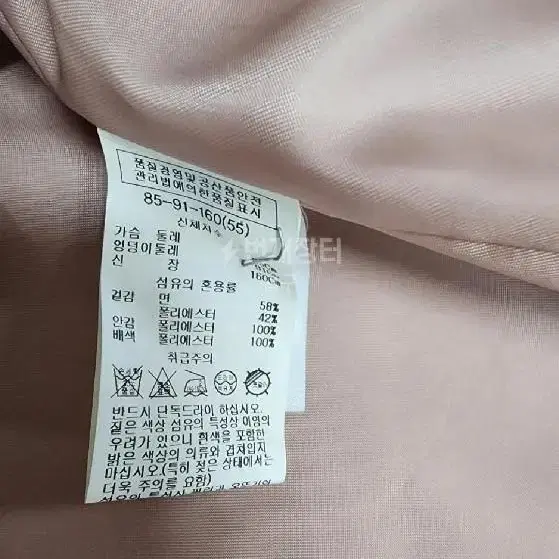 품질경영및공산품안전
관리법에의한품질표시
85-91-160(55)
신체치수
가슴 둘레
엉덩이둘레
신 장
160CM
섬유의 혼용률
겉감 면 58%
폴리에스터 42%
안감 폴리에스터 100%
배색 폴리에스터 100%
취급주의
반드시 단독드라이 하십시오.
짙은 색상 섬유의 특성상 이염의
우려가 있으니 흰색을 포함한
밝은 색상의 의류와 겹쳐입지
마십시오.(특히 젖은 상태에서는
더욱 주의를 요함)
번개장터